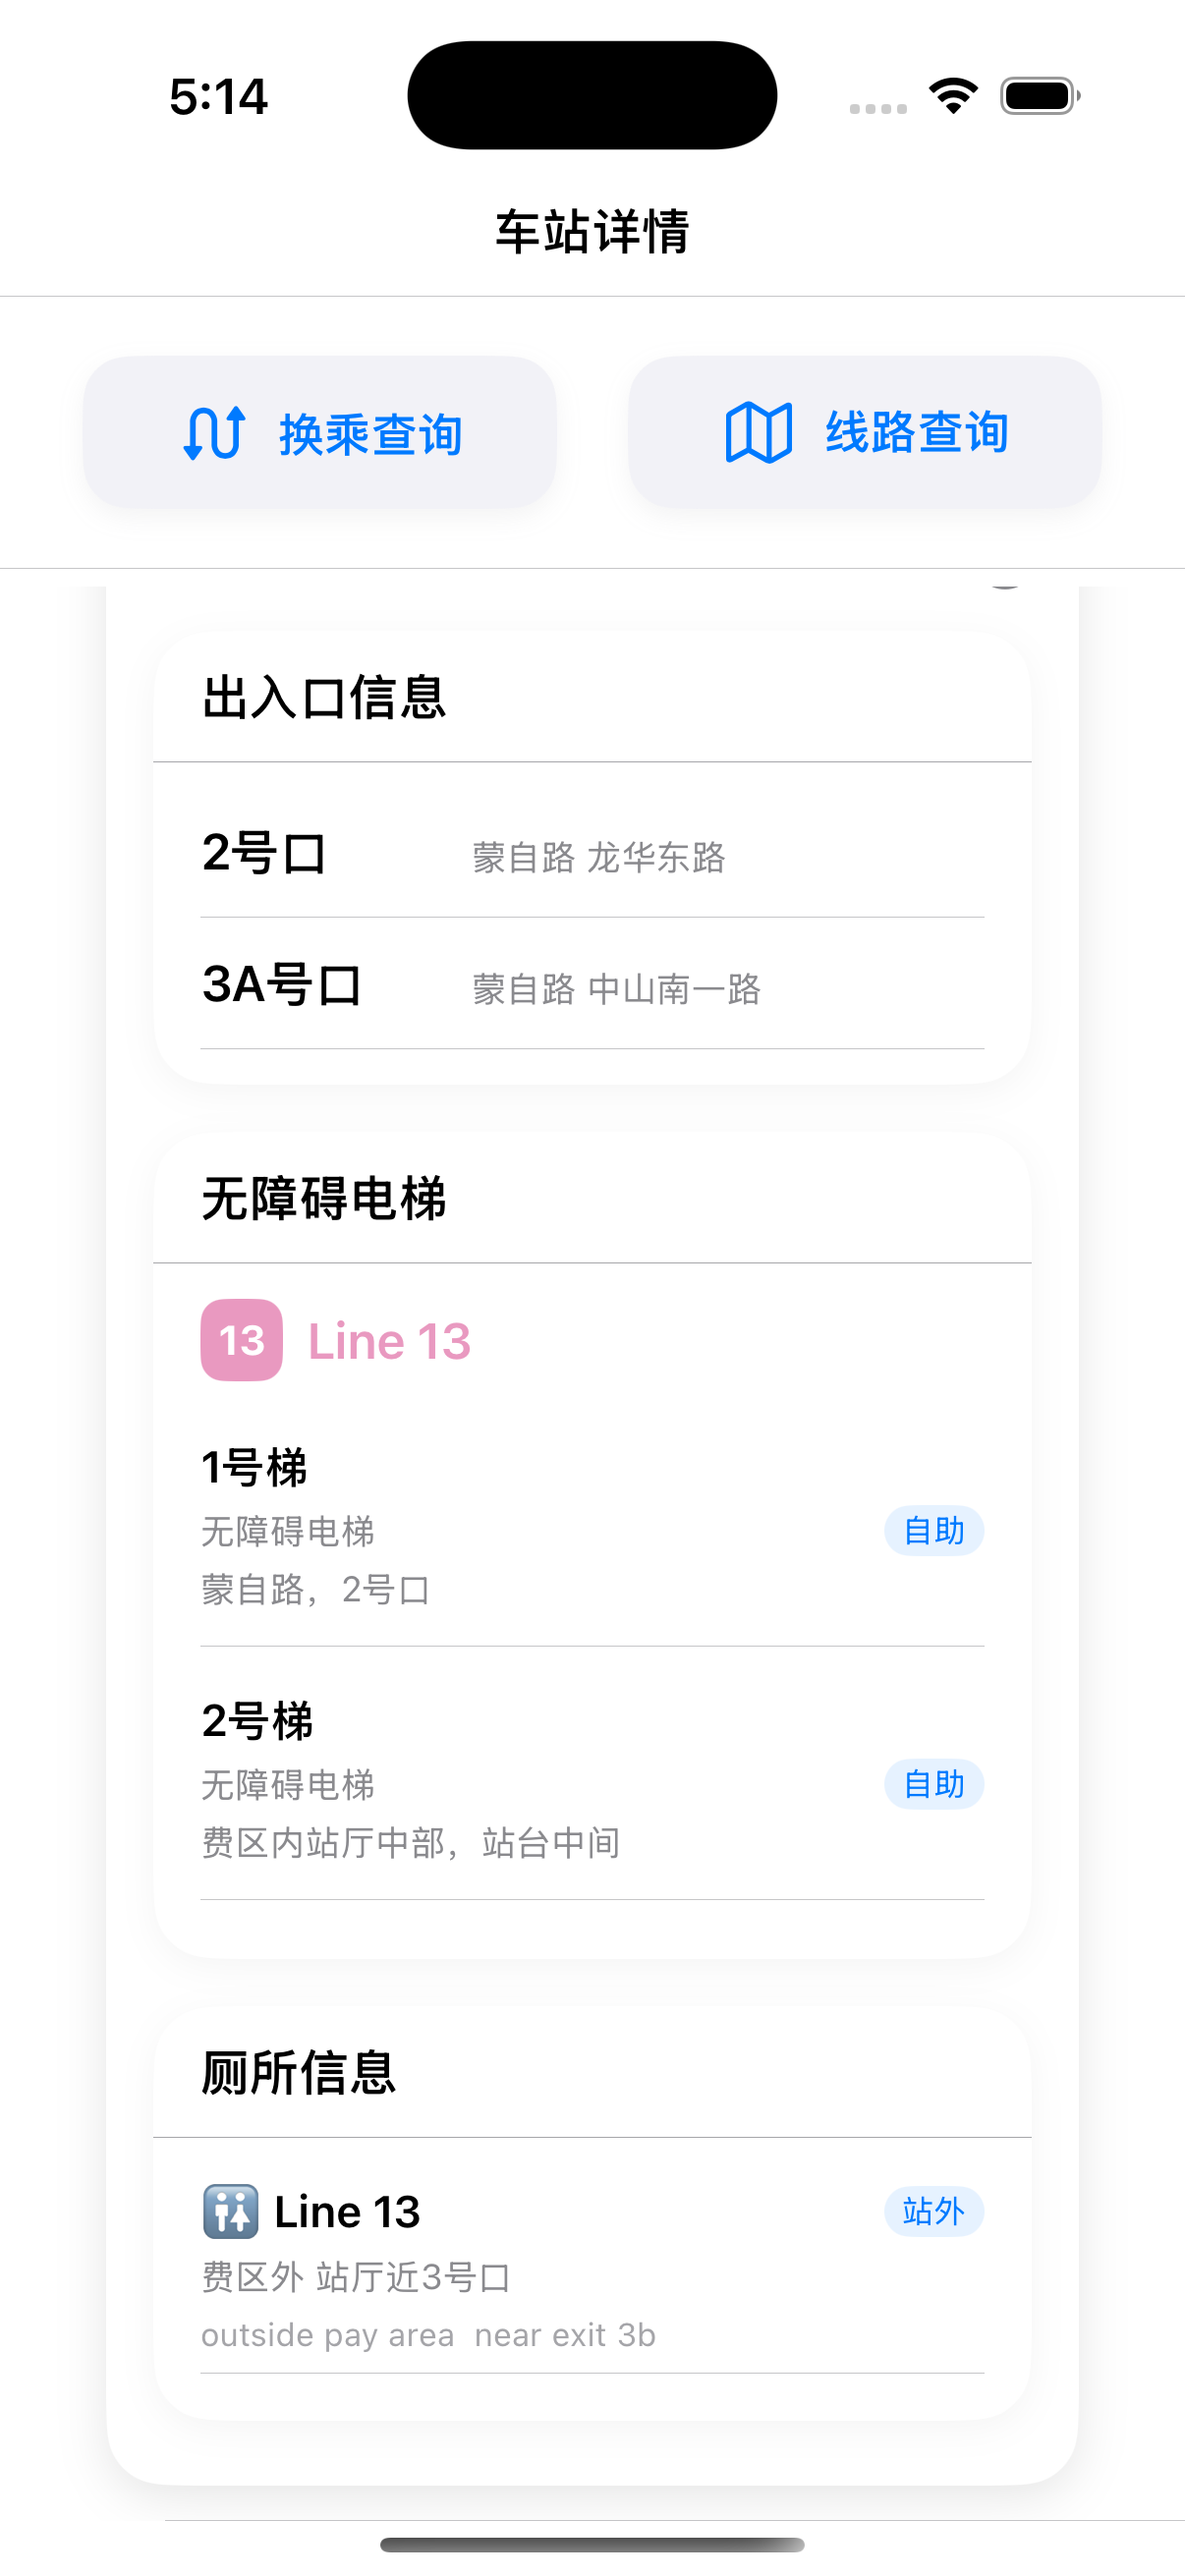 5:14
车站详情
换乘查询
线路查询
出入口信息
2号口 蒙自路 龙华东路
3A号口 蒙自路 中山南一路
无障碍电梯
13 Line 13
1号梯
无障碍电梯 自助
蒙自路，2号口
2号梯
无障碍电梯 自助
费区内站厅中部，站台中间
厕所信息
Line 13 站外
费区外 站厅近3号口
outside pay area near exit 3b